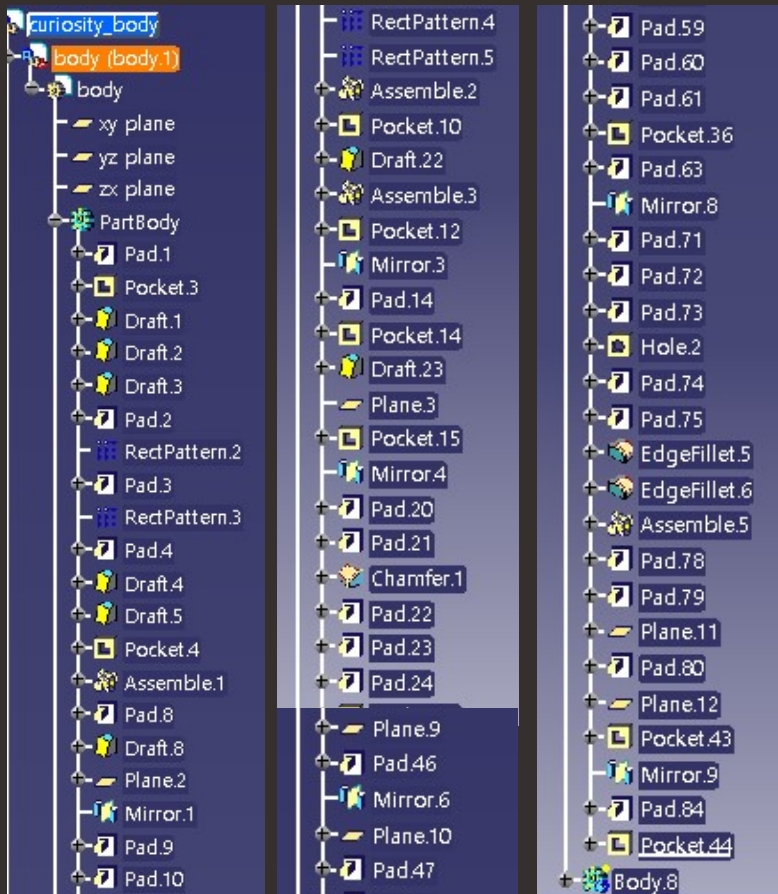 curiosity_body
body (body.1)
body
xy plane
yz plane
zx plane
PartBody
Pad.1
Pocket.3
Draft.1
Draft.2
Draft.3
Pad.2
RectPattern.2
Pad.3
RectPattern.3
Pad.4
Draft.4
Draft.5
Pocket.4
Assemble.1
Pad.8
Draft.8
Plane.2
Mirror.1
Pad.9
Pad.10
RectPattern.4
RectPattern.5
Assemble.2
Pocket.10
Draft.22
Assemble.3
Pocket.12
Mirror.3
Pad.14
Pocket.14
Draft.23
Plane.3
Pocket.15
Mirror.4
Pad.20
Pad.21
Chamfer.1
Pad.22
Pad.23
Pad.24
Plane.9
Pad.46
Mirror.6
Plane.10
Pad.47
Pad.59
Pad.60
Pad.61
Pocket.36
Pad.63
Mirror.8
Pad.71
Pad.72
Pad.73
Hole.2
Pad.74
Pad.75
EdgeFillet.5
EdgeFillet.6
Assemble.5
Pad.78
Pad.79
Plane.11
Pad.80
Plane.12
Pocket.43
Mirror.9
Pad.84
Pocket.44
Body.8